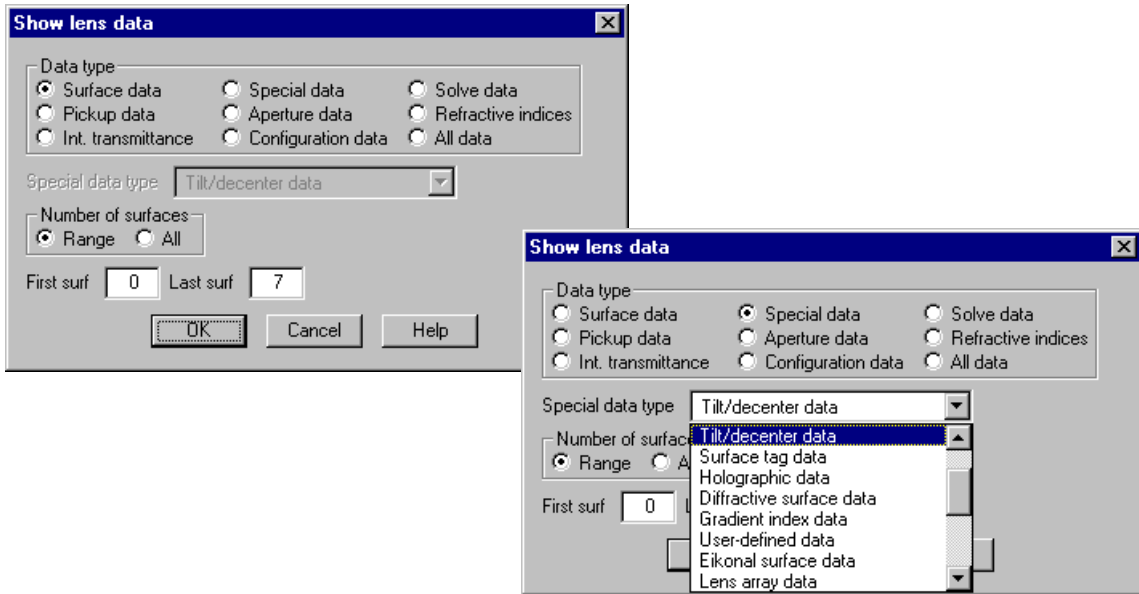 Show lens data
Data type
Surface data Special data Solve data
Pickup data Aperture data Refractive indices
Int. transmittance Configuration data All data
Special data type Tilt/decenter data
Number of surfaces
Range All
First surf 0 Last surf 7
OK Cancel Help
Show lens data
Data type
Surface data Special data Solve data
Pickup data Aperture data Refractive indices
Int. transmittance Configuration data All data
Special data type Tilt/decenter data
Number of surfac
Range A
First surf 0 L
Tilt/decenter data
Surface tag data
Holographic data
Diffractive surface data
Gradient index data
User-defined data
Eikonal surface data
Lens array data